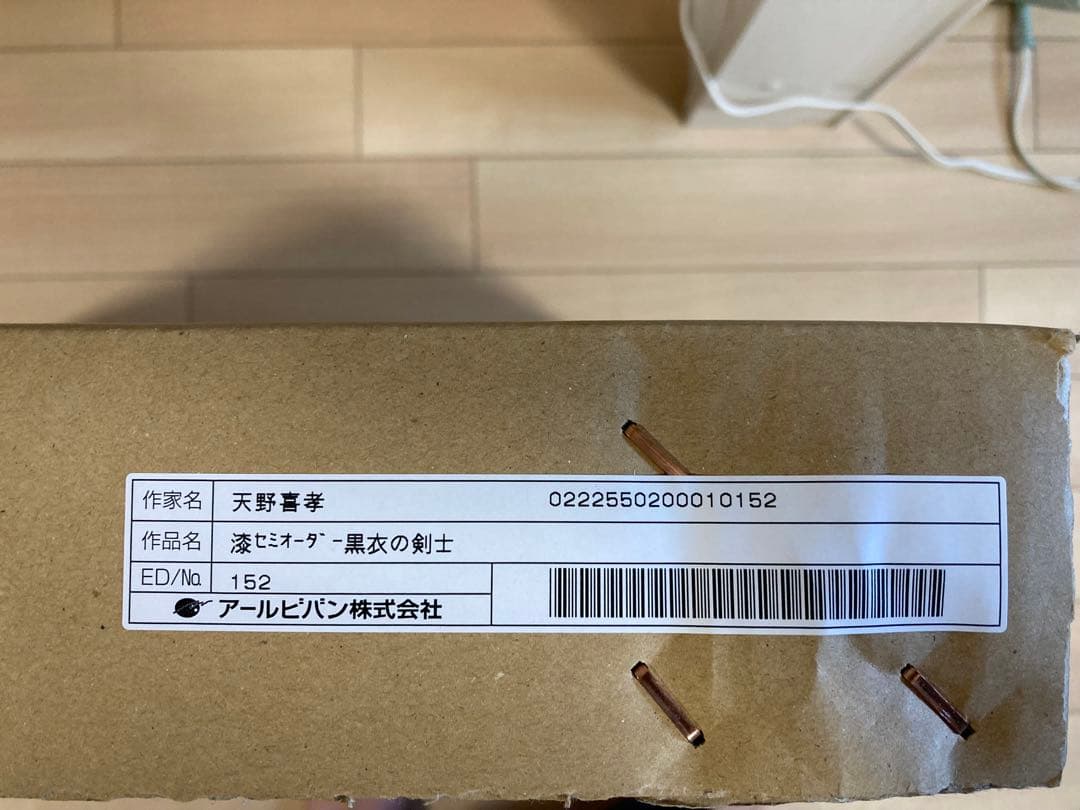 作家名 天野喜孝 0222550200010152
作品名 漆ｾﾐｵｰﾀﾞｰ黒衣の剣士
ED/No. 152
アールビバン株式会社